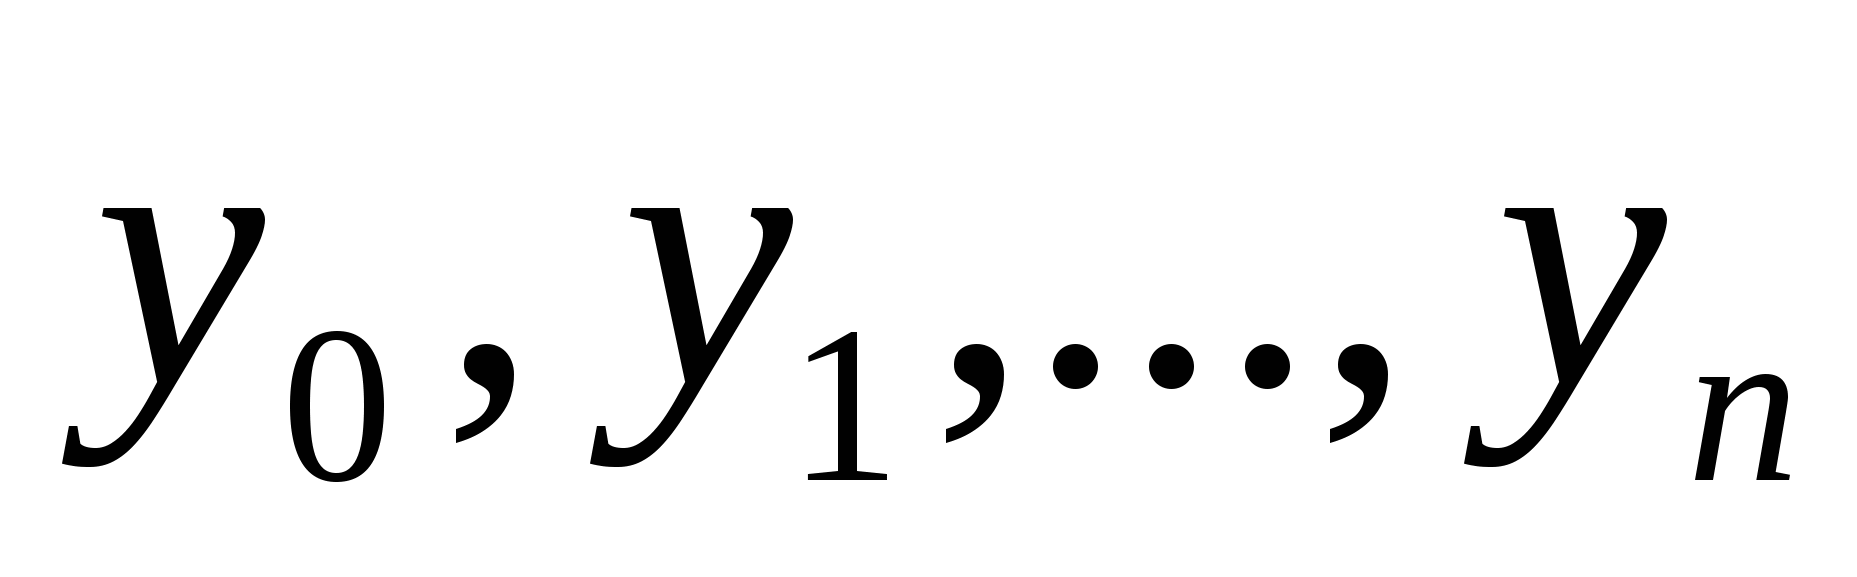 y₀, y₁,..., yₙ